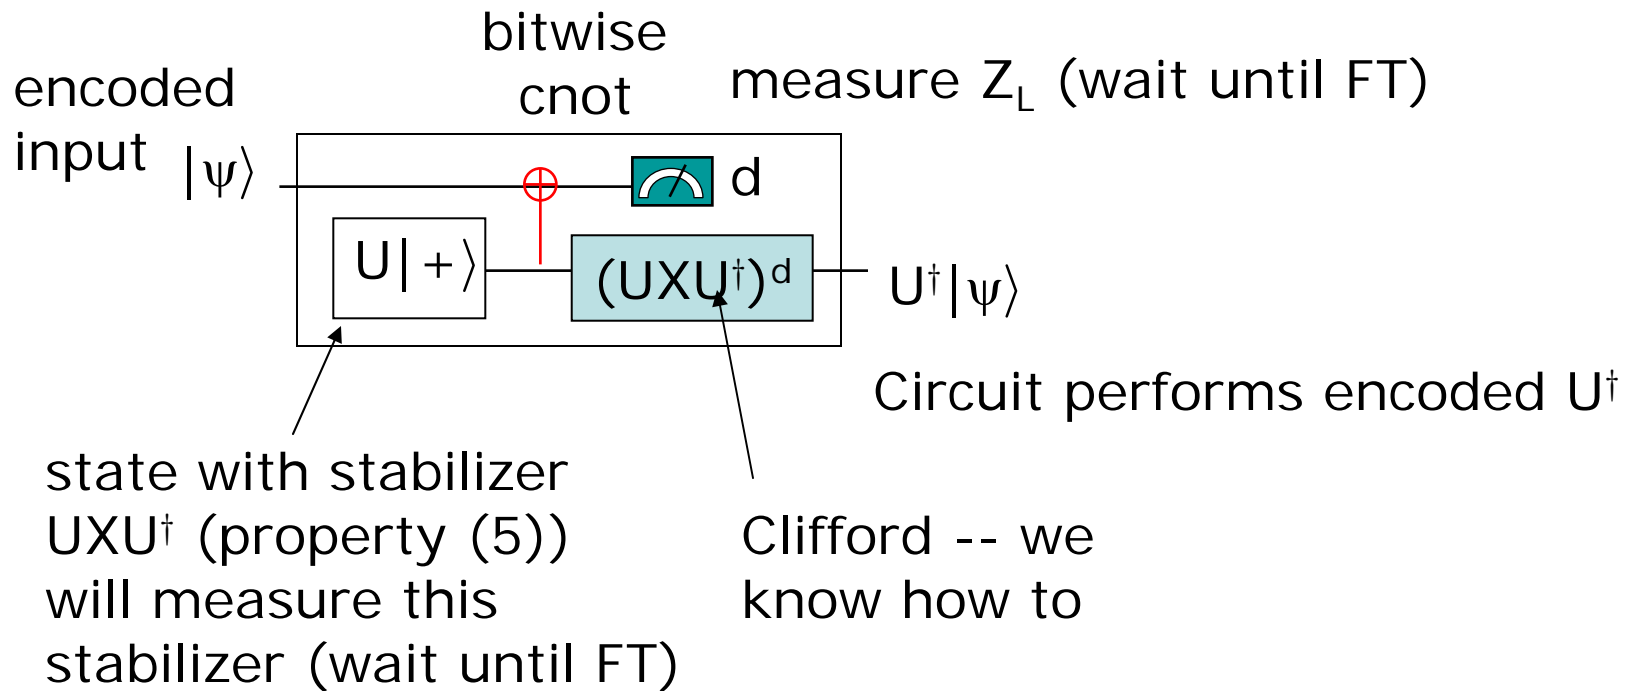 bitwise
cnot
measure Z_L (wait until FT)
encoded
input |ψ⟩
d
U|+⟩
(UXU†)ᵈ
U†|ψ⟩
Circuit performs encoded U†
state with stabilizer
UXU† (property (5))
will measure this
stabilizer (wait until FT)
Clifford -- we
know how to